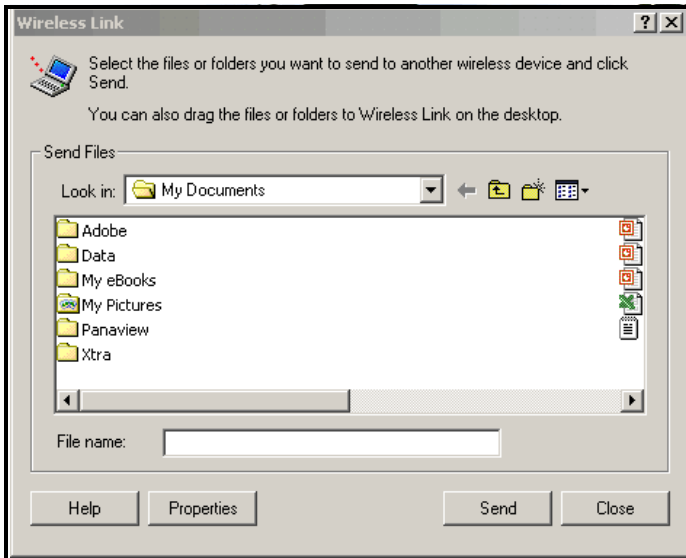 Wireless Link
Select the files or folders you want to send to another wireless device and click
Send.
You can also drag the files or folders to Wireless Link on the desktop.
Send Files
Look in: My Documents
Adobe
Data
My eBooks
My Pictures
Panaview
Xtra
File name:
Help Properties Send Close